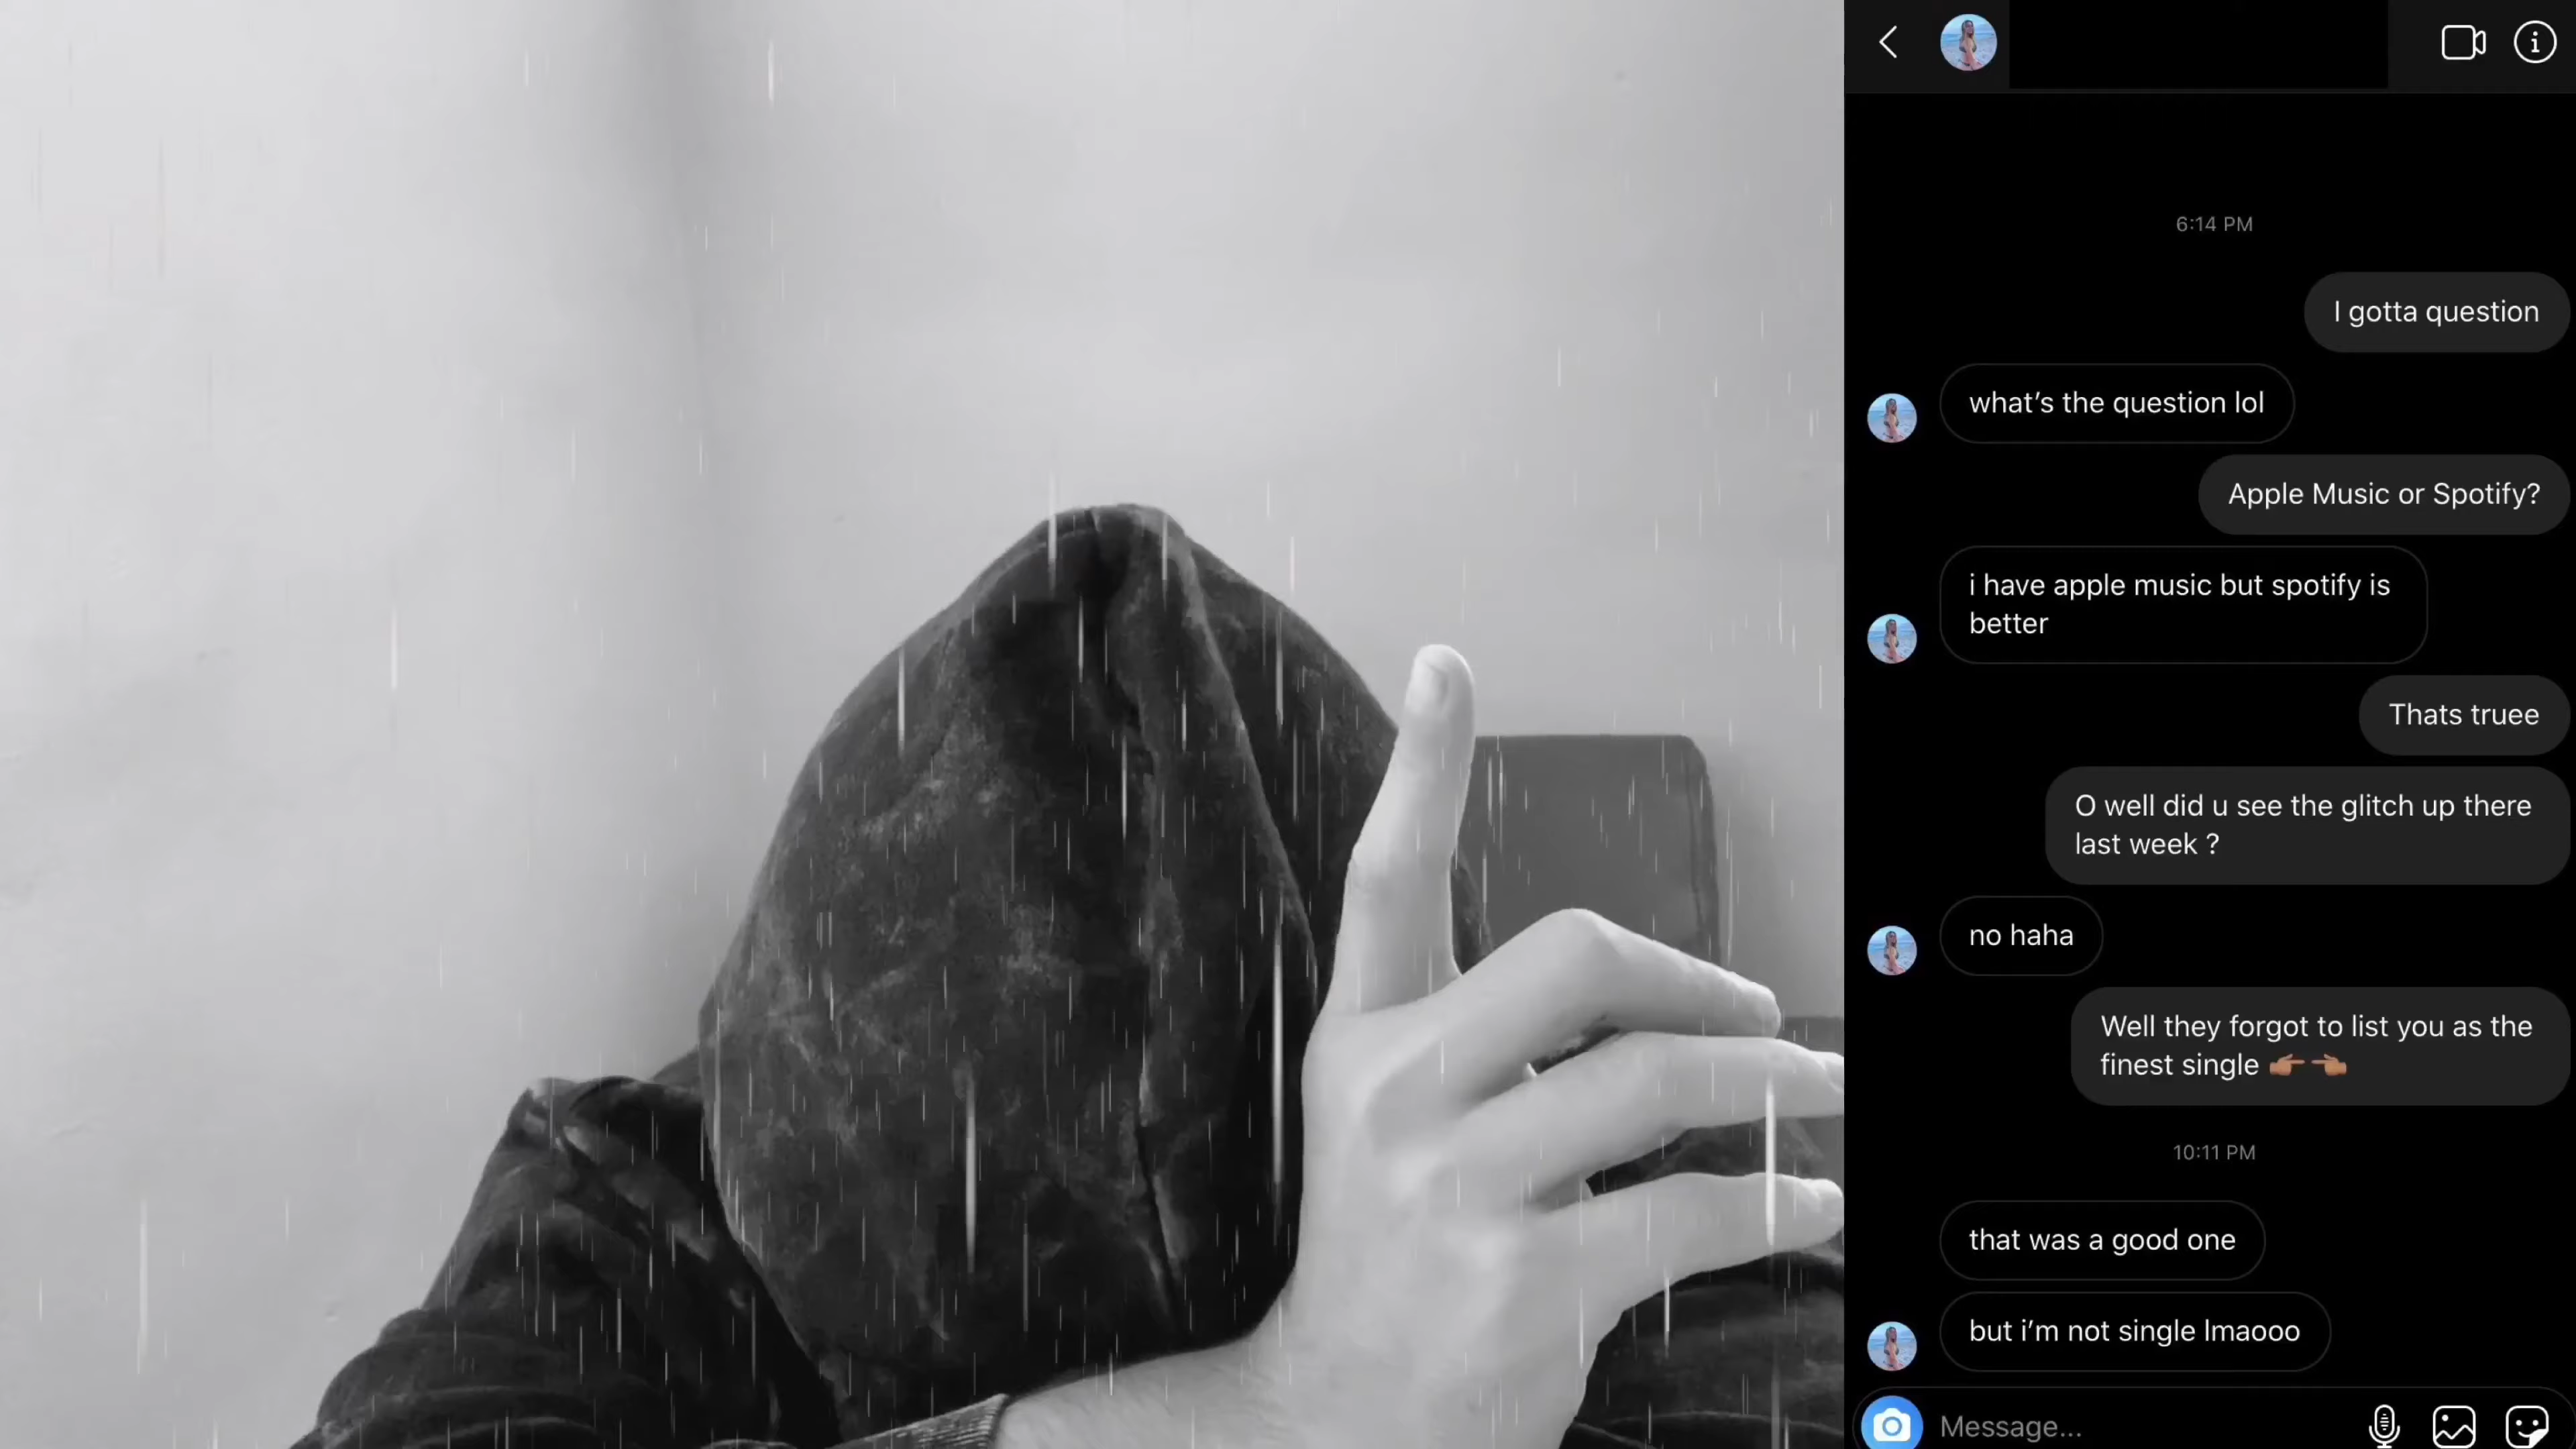 6:14 PM
I gotta question
what's the question lol
Apple Music or Spotify?
i have apple music but spotify is
better
Thats truee
O well did u see the glitch up there
last week ?
no haha
Well they forgot to list you as the
finest single 👉🏽👈🏽
10:11 PM
that was a good one
but i'm not single lmaooo
Message...